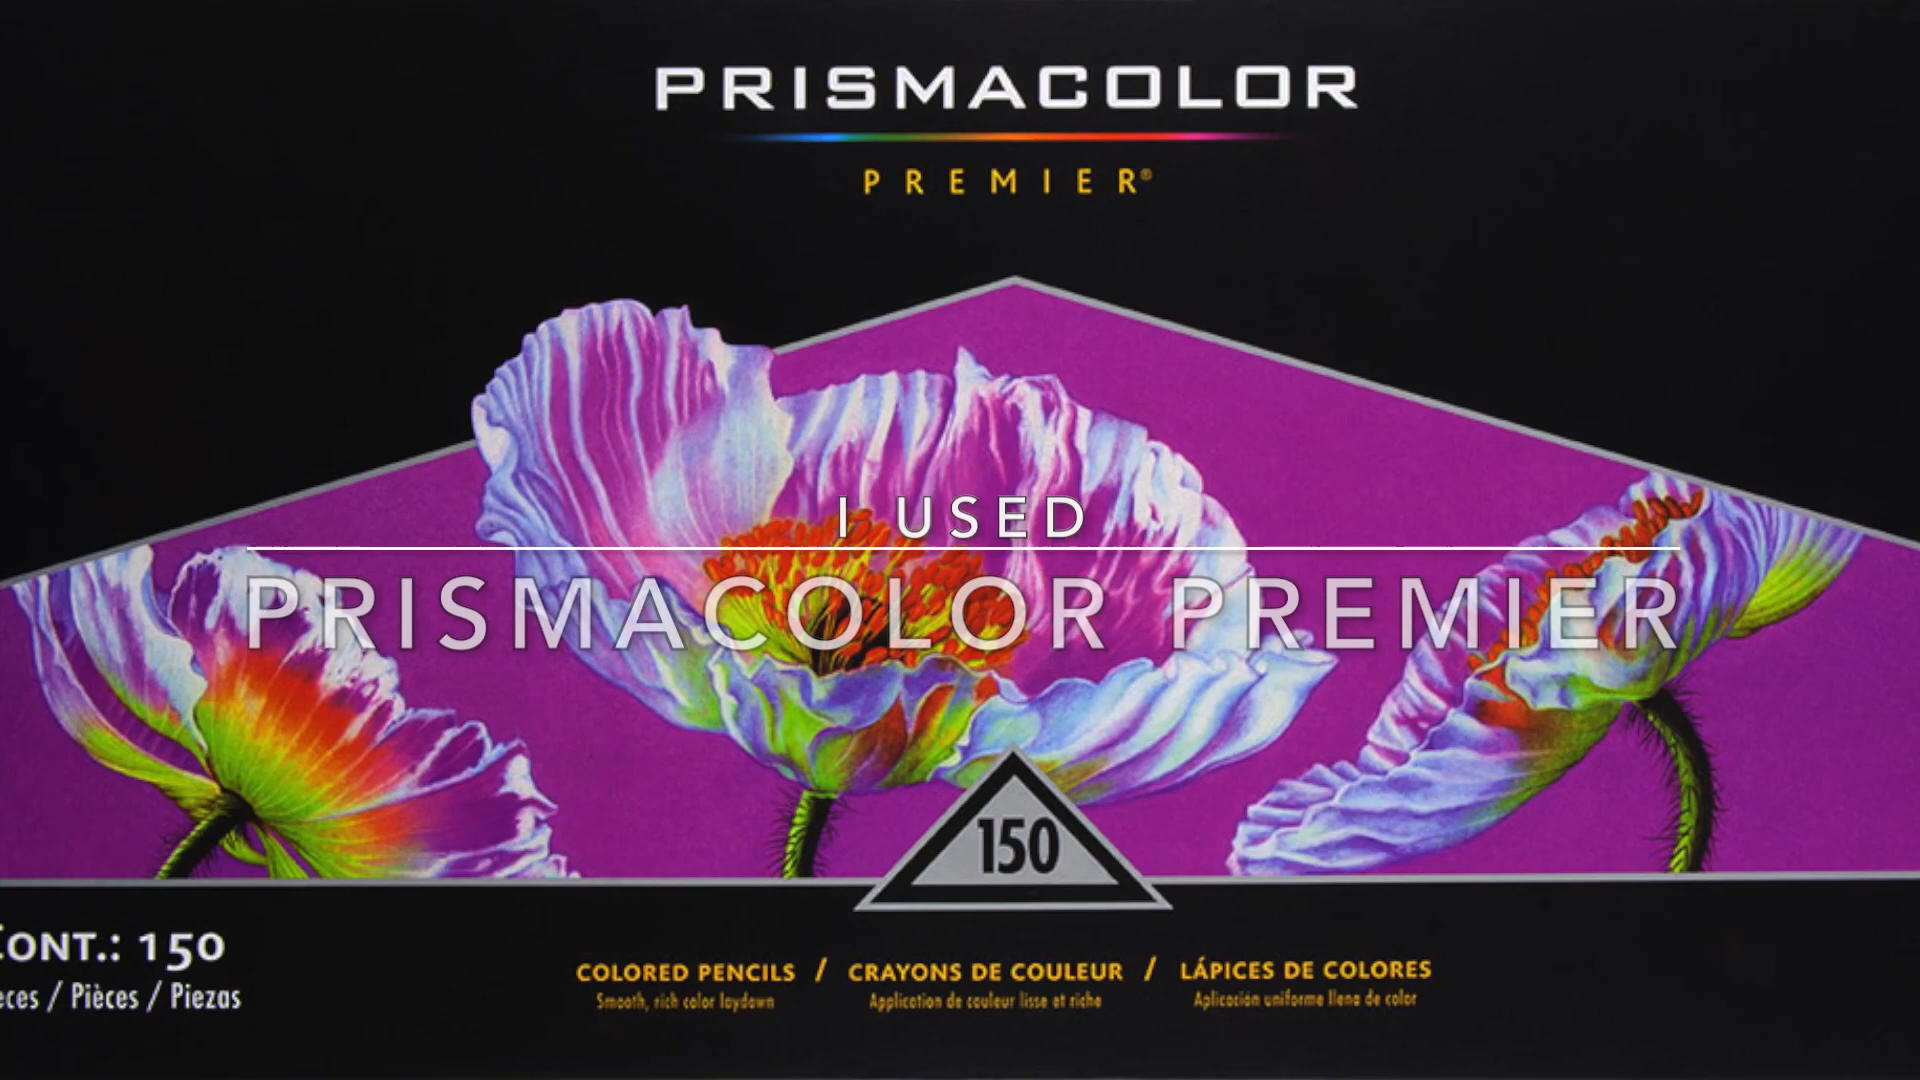 PRISMACOLOR
PREMIER®
I USED
PRISMACOLOR PREMIER
150
CONT.: 150
eces / Pièces / Piezas
COLORED PENCILS / CRAYONS DE COULEUR / LÁPICES DE COLORES
Smooth, rich color laydown Application de couleur lisse et riche Aplicación uniforme llena de color